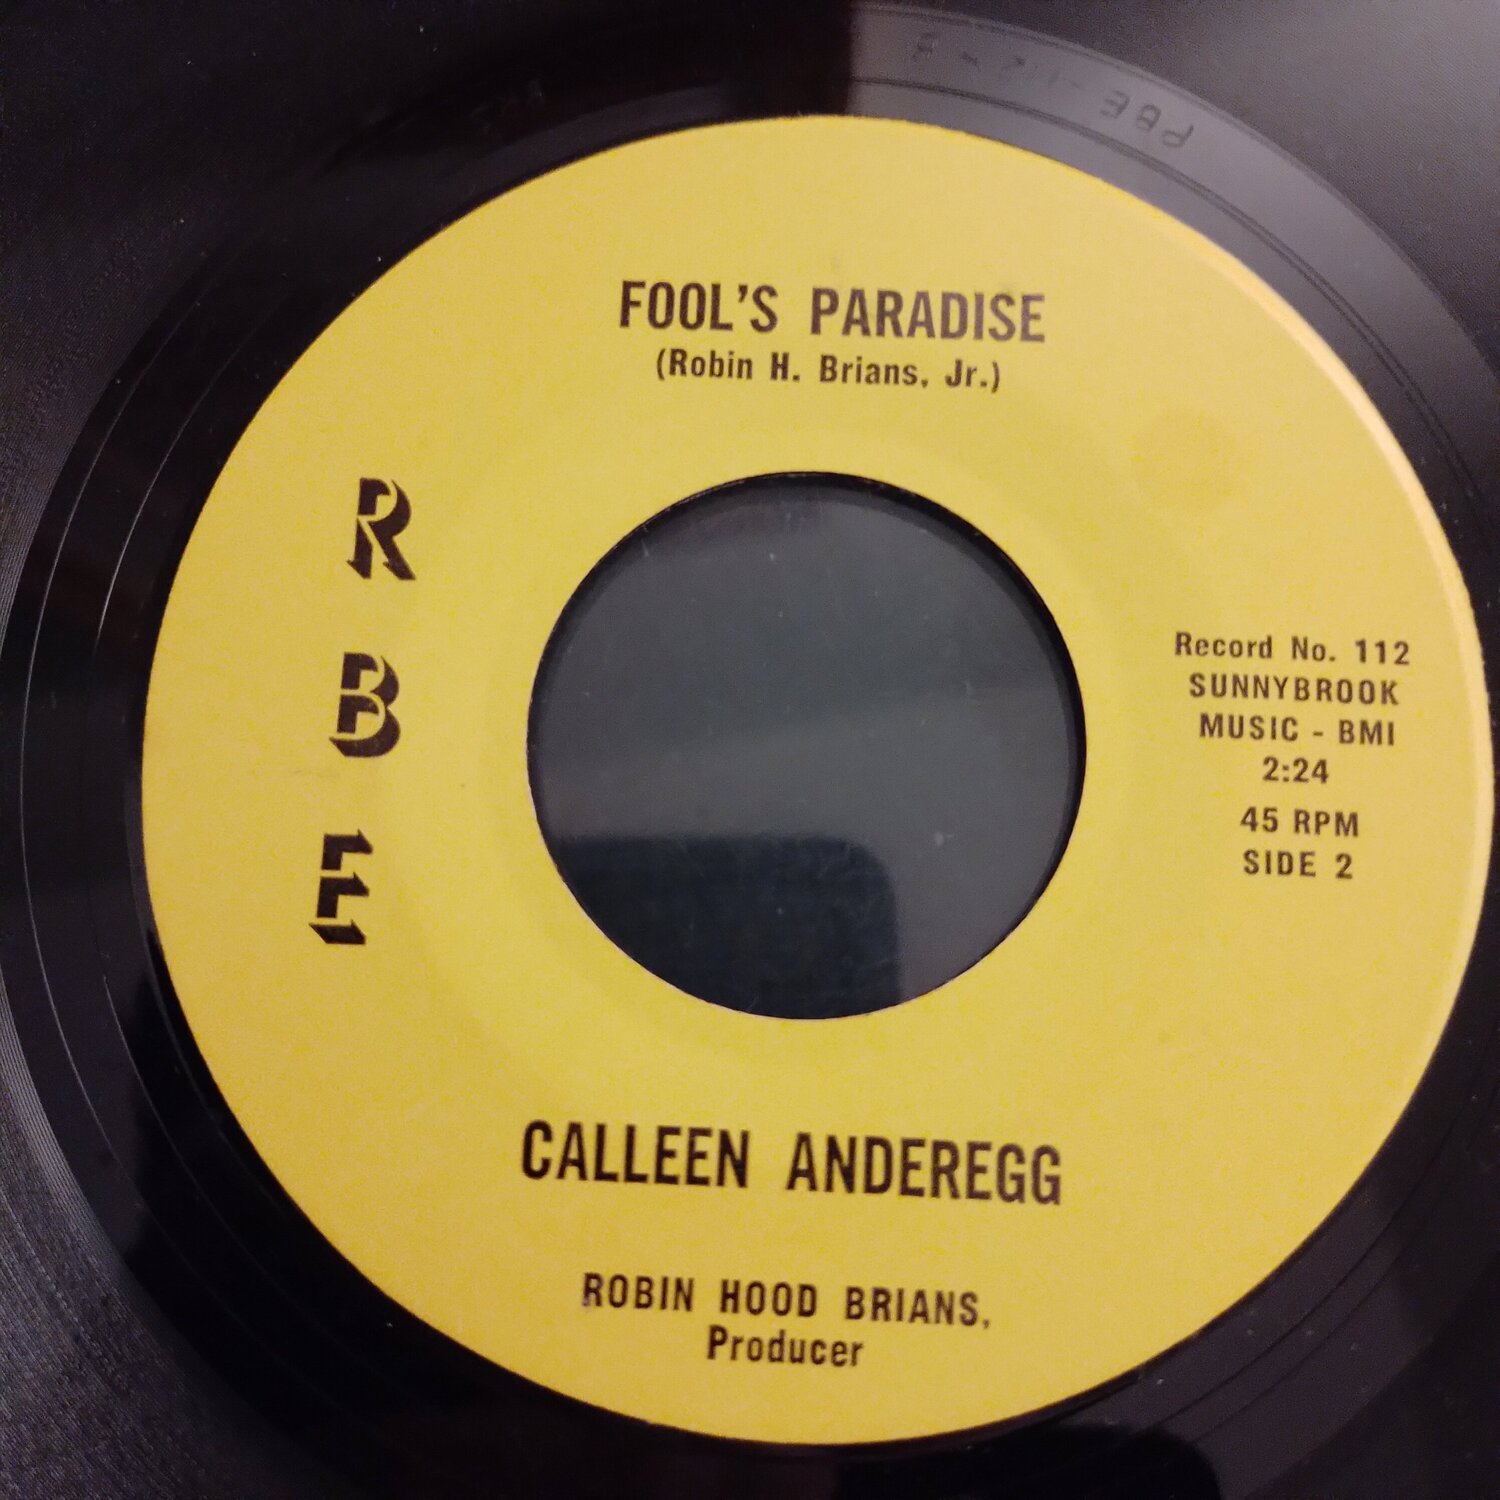 FOOL'S PARADISE
(Robin H. Brians, Jr.)
R
B
E
Record No. 112
SUNNYBROOK
MUSIC - BMI
2:24
45 RPM
SIDE 2
CALLEEN ANDEREGG
ROBIN HOOD BRIANS,
Producer